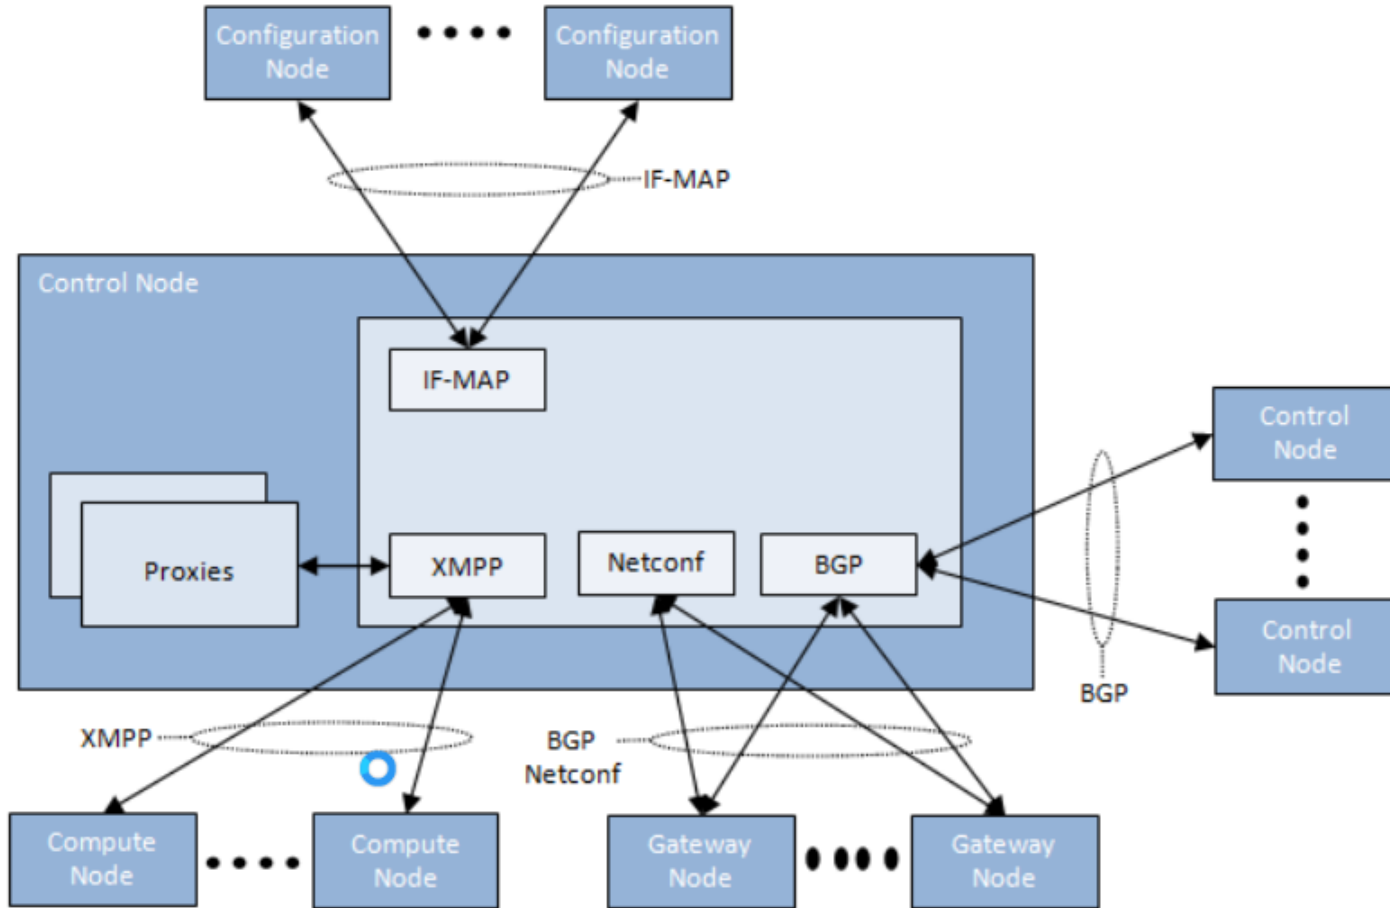 Configuration
Node
Configuration
Node
IF-MAP
Control Node
IF-MAP
Control
Node
Proxies
XMPP
Netconf
BGP
Control
Node
BGP
XMPP
BGP
Netconf
Compute
Node
Compute
Node
Gateway
Node
Gateway
Node